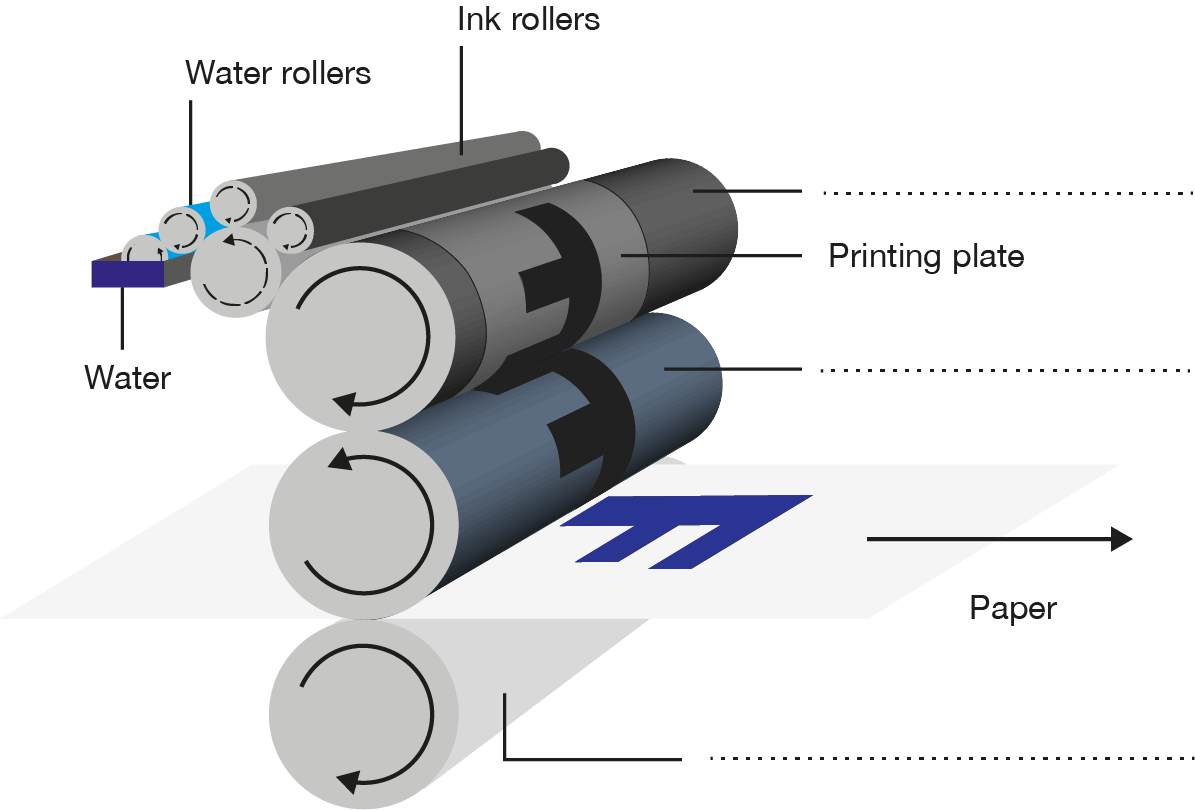 Ink rollers
Water rollers
Printing plate
Water
Paper